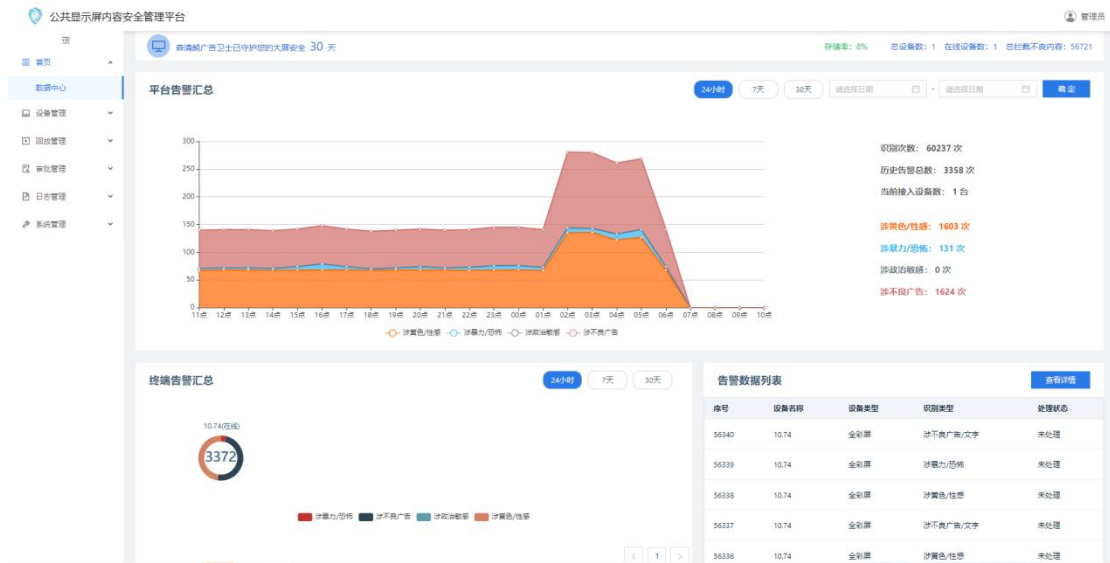 公共显示屏内容安全管理平台
管理员
首页
数据中心
设备管理
回放管理
审批管理
日志管理
系统管理
森清朗广告卫士已守护您的大屏安全 30 天
存储率: 8% 总设备数: 1 在线设备数: 1 总拦截不良内容: 56721
平台告警汇总
24小时 7天 30天 请选择日期 - 请选择日期 确定
300
250
200
150
100
50
0
11点 12点 13点 14点 15点 16点 17点 18点 19点 20点 21点 22点 23点 00点 01点 02点 03点 04点 05点 06点 07点 08点 09点 10点
涉黄色/性感 涉暴力/恐怖 涉政治敏感 涉不良广告
识别次数: 60237 次
历史告警总数: 3358 次
当前接入设备数: 1 台
涉黄色/性感: 1603 次
涉暴力/恐怖: 131 次
涉政治敏感: 0 次
涉不良广告: 1624 次
终端告警汇总
24小时 7天 30天
10.74(在线)
3372
涉暴力/恐怖 涉不良广告 涉政治敏感 涉黄色/性感
< 1 >
告警数据列表
查看详情
序号 设备名称 设备类型 识别类型 处理状态
56340 10.74 全彩屏 涉不良广告/文字 未处理
56339 10.74 全彩屏 涉暴力/恐怖 未处理
56338 10.74 全彩屏 涉黄色/性感 未处理
56337 10.74 全彩屏 涉不良广告/文字 未处理
56336 10.74 全彩屏 涉黄色/性感 未处理